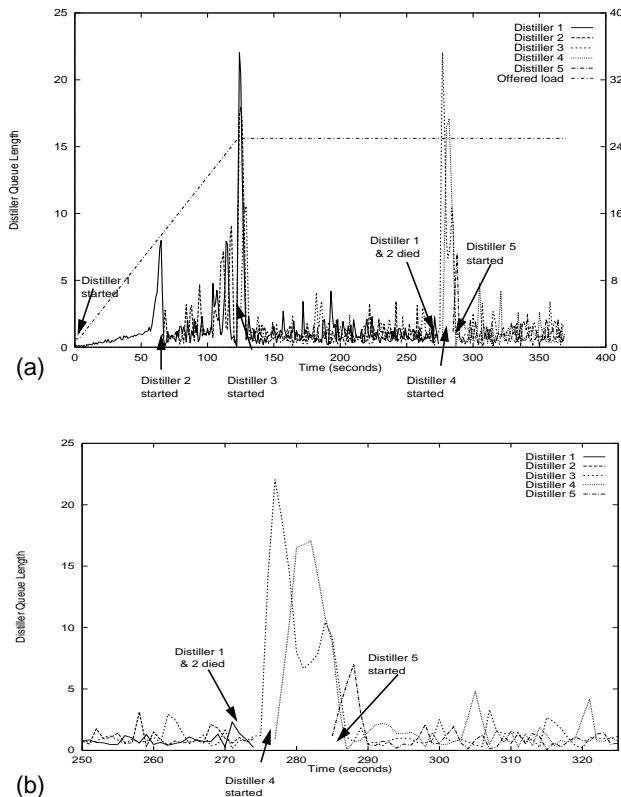 25
20
15
10
5
0
40
32
24
16
8
0
Distiller Queue Length
Distiller 1
Distiller 2
Distiller 3
Distiller 4
Distiller 5
Offered load
Distiller 1
started
Distiller 1
& 2 died
Distiller 5
started
0 50 100 150 200 250 300 350 400
Time (seconds)
Distiller 2
started
Distiller 3
started
Distiller 4
started
(a)
25
20
15
10
5
0
Distiller Queue Length
Distiller 1
Distiller 2
Distiller 3
Distiller 4
Distiller 5
Distiller 1
& 2 died
Distiller 5
started
250 260 270 280 290 300 310 320
Time (seconds)
Distiller 4
started
(b)